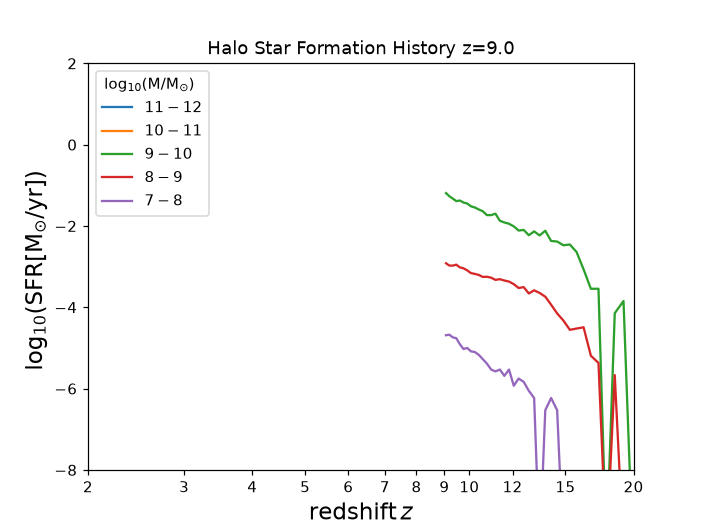 Halo Star Formation History z=9.0
log₁₀(M/M⊙)
11 − 12
10 − 11
9 − 10
8 − 9
7 − 8
log₁₀(SFR[M⊙/yr])
2
0
−2
−4
−6
−8
2 3 4 5 6 7 8 9 10 12 15 20
redshift z